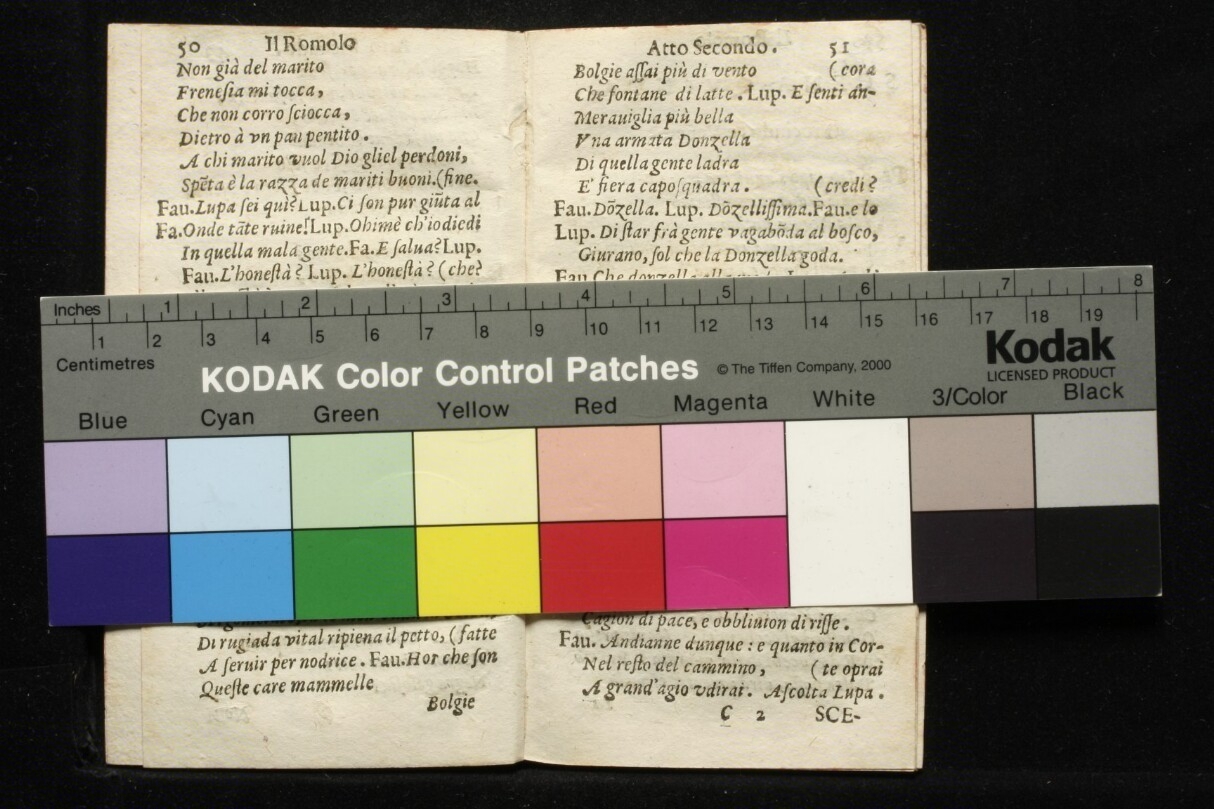 50 Il Romolo
Non già del marito
Frenesia mi tocca,
Che non corro sciocca,
Dietro à vn pan pentito.
A chi marito vuol Dio gliel perdoni,
Spēta è la razza de mariti buoni.(fine.
Fau.Lupa sei qui?Lup.Ci son pur giūta al
Fa.Onde tāte ruine!Lup.Ohimè ch'io diedi
In quella mala gente.Fa.E salua?Lup.
Fau.L'honestà? Lup. L'honestà? (che?
Di rugiada vital ripiena il petto, (fatte
A seruir per nodrice. Fau.Hor che son
Queste care mammelle
Bolgie
Atto Secondo. 51
Bolgie assai più di vento (cora
Che fontane di latte. Lup. E senti an-
Merauiglia più bella
Vna armata Donzella
Di quella gente ladra
E' fiera caposquadra. (credi?
Fau. Dōzella. Lup. Dōzellissima.Fau.e lo
Lup. Di star frà gente vagabōda al bosco,
Giurano, sol che la Donzella goda.
Fau Che donzella
Cagion di pace, e obbliuion di risse.
Fau. Andianne dunque: e quanto in Cor-
Nel resto del cammino, (te oprai
A grand'agio vdirai. Ascolta Lupa.
C 2 SCE-
Inches 1 2 3 4 5 6 7 8
1 2 3 4 5 6 7 8 9 10 11 12 13 14 15 16 17 18 19
Centimetres
KODAK Color Control Patches © The Tiffen Company, 2000
Kodak
LICENSED PRODUCT
Blue Cyan Green Yellow Red Magenta White 3/Color Black